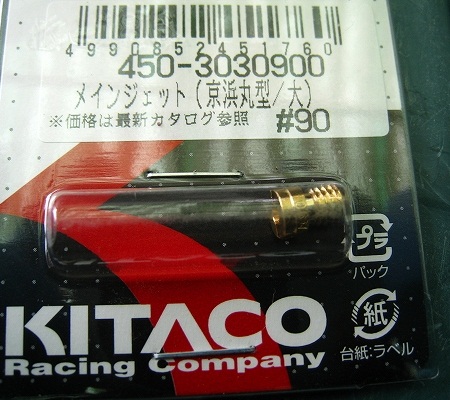 4990852451760
450-3030900
メインジェット(京浜丸型/大)
※価格は最新カタログ参照 #90
プラ
パック
紙
台紙:ラベル
KITACO
Racing Company